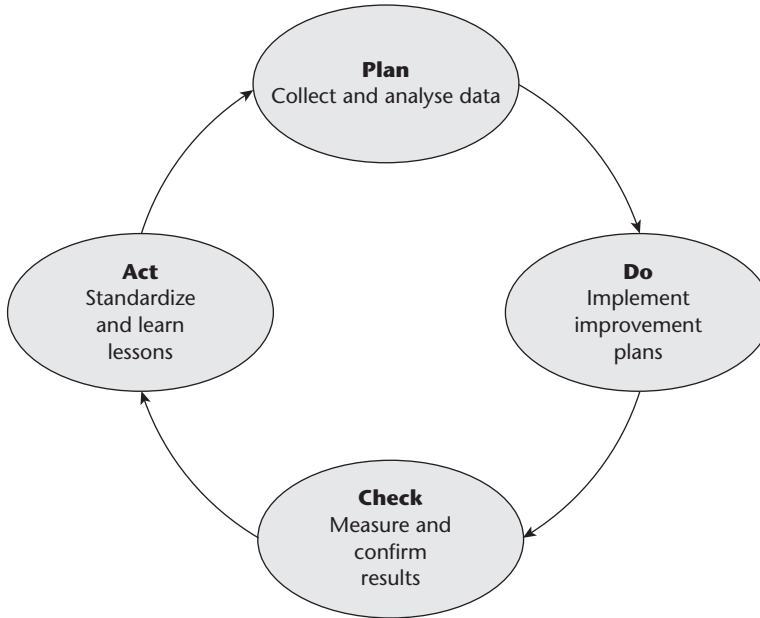 Plan
Collect and analyse data
Do
Implement
improvement
plans
Check
Measure and
confirm
results
Act
Standardize
and learn
lessons